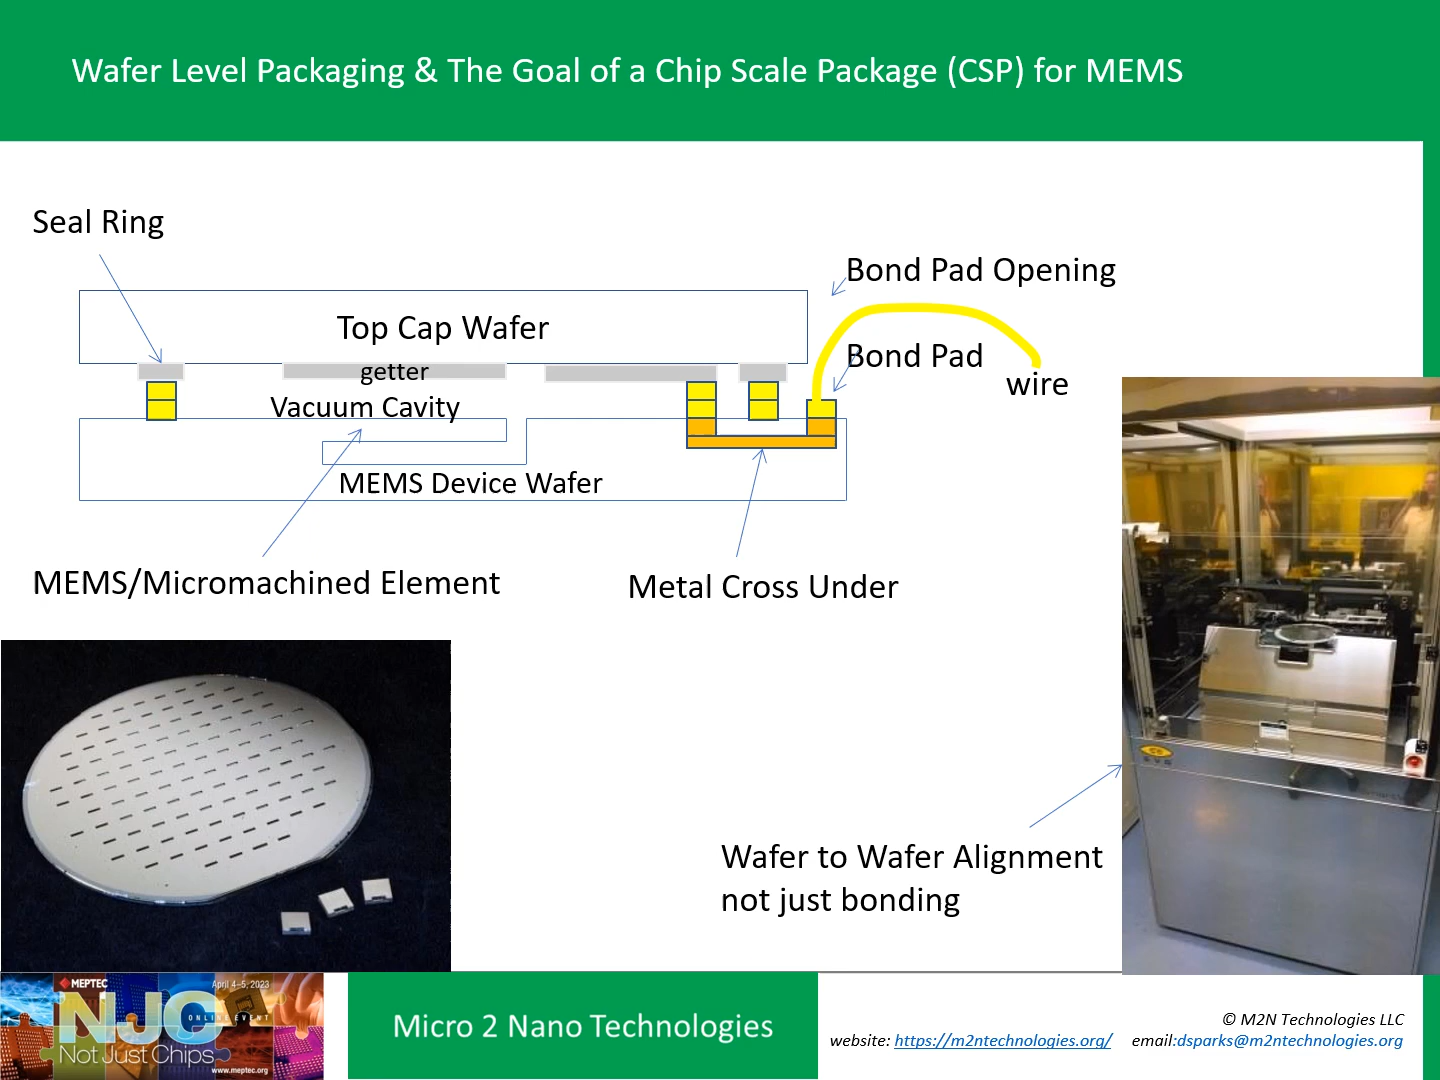 Wafer Level Packaging & The Goal of a Chip Scale Package (CSP) for MEMS
Seal Ring
Bond Pad Opening
Top Cap Wafer
Bond Pad
getter
wire
Vacuum Cavity
MEMS Device Wafer
MEMS/Micromachined Element
Metal Cross Under
Wafer to Wafer Alignment
not just bonding
MEPTEC
April 4-5, 2023
NJC
ONLINE EVENT
Not Just Chips
www.meptec.org
Micro 2 Nano Technologies
© M2N Technologies LLC
website: https://m2ntechnologies.org/ email:dsparks@m2ntechnologies.org